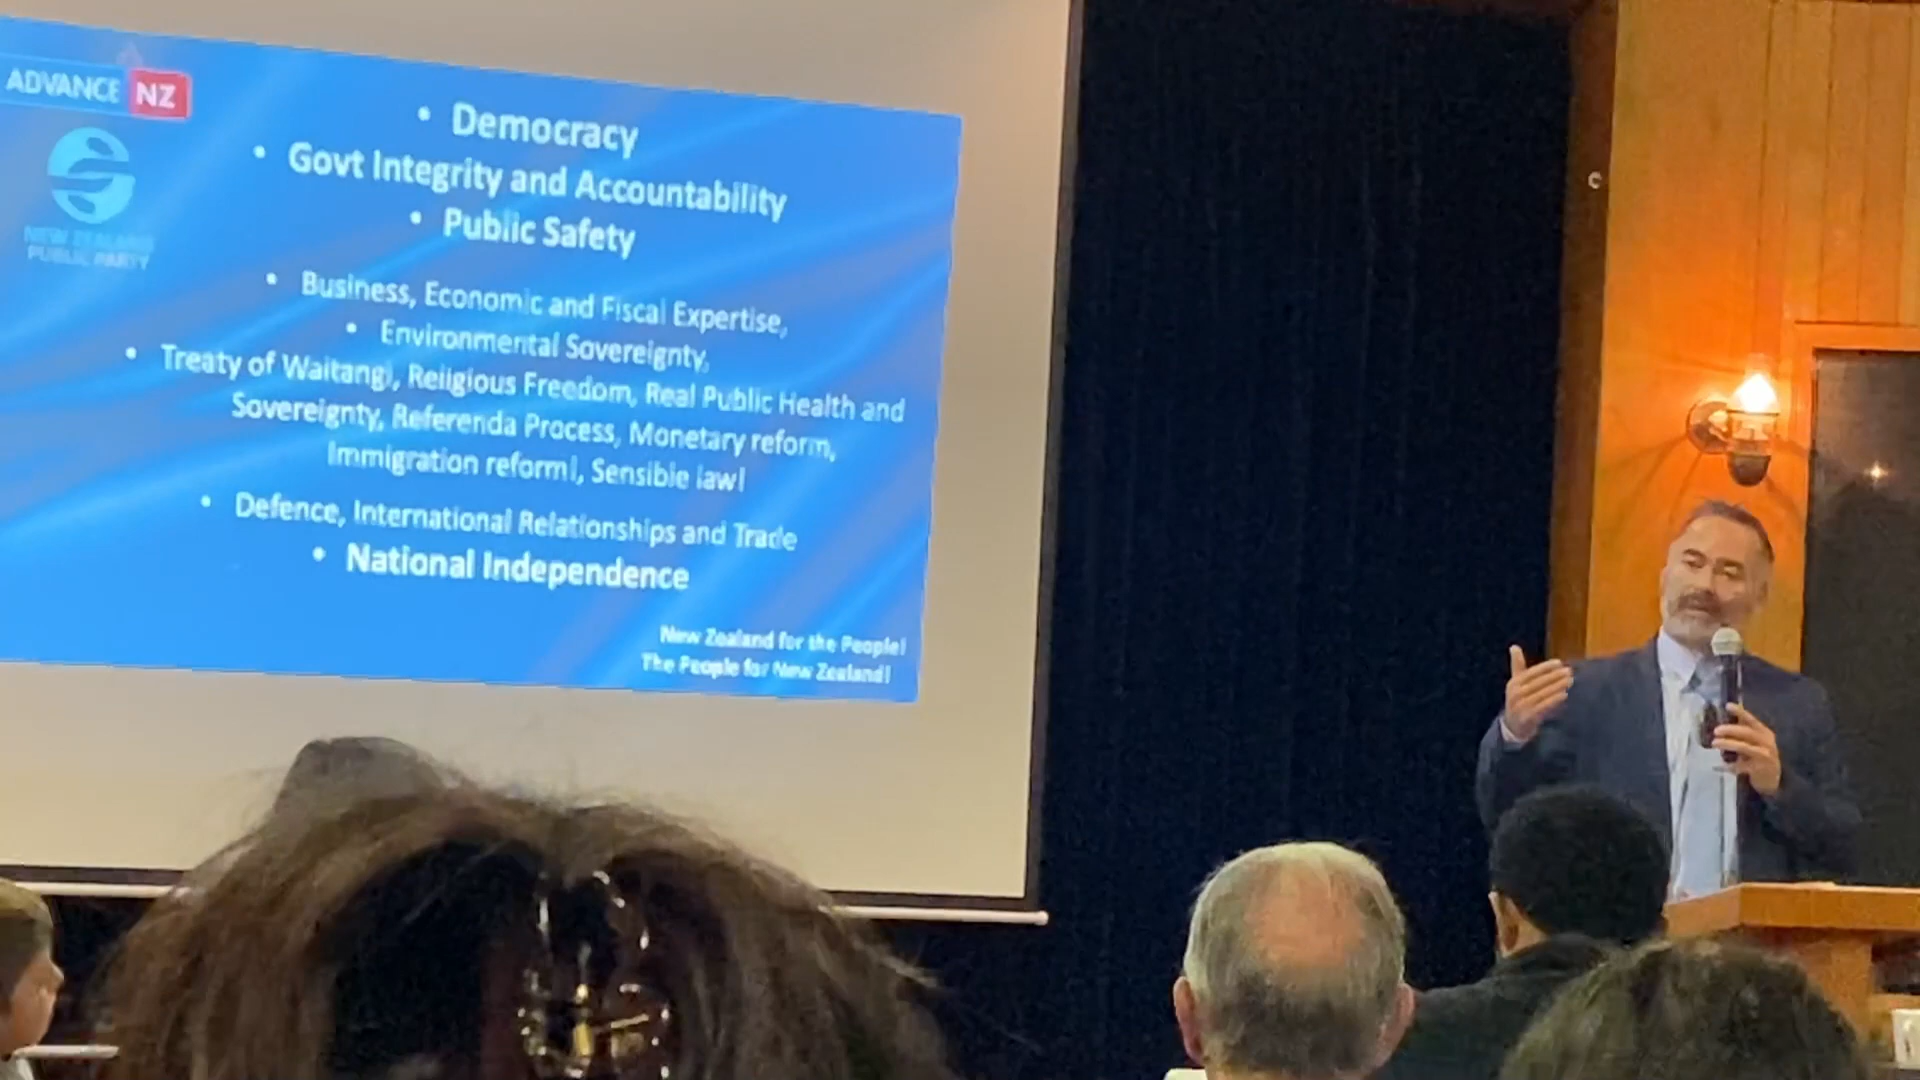 ADVANCE NZ
NEW ZEALAND
PUBLIC PARTY
• Democracy
• Govt Integrity and Accountability
• Public Safety
• Business, Economic and Fiscal Expertise,
• Environmental Sovereignty,
• Treaty of Waitangi, Religious Freedom, Real Public Health and
Sovereignty, Referenda Process, Monetary reform,
Immigration reform!, Sensible law!
• Defence, International Relationships and Trade
• National Independence
New Zealand for the People!
The People for New Zealand!